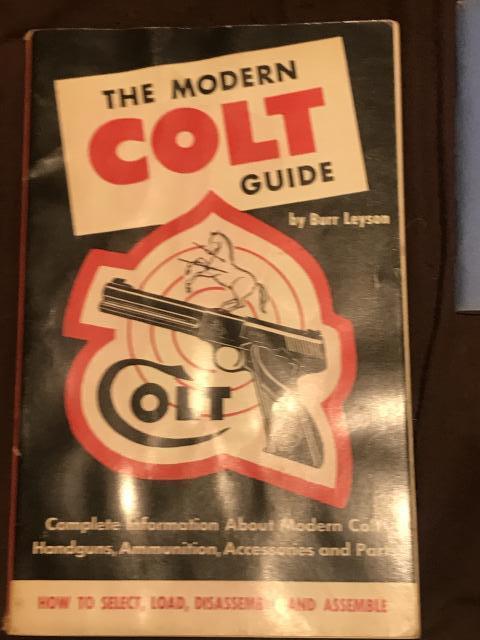 THE MODERN
COLT
GUIDE
by Burr Leyson
COLT
Complete Information About Modern Colt
Handguns, Ammunition, Accessories and Parts
HOW TO SELECT, LOAD, DISASSEMBLE AND ASSEMBLE